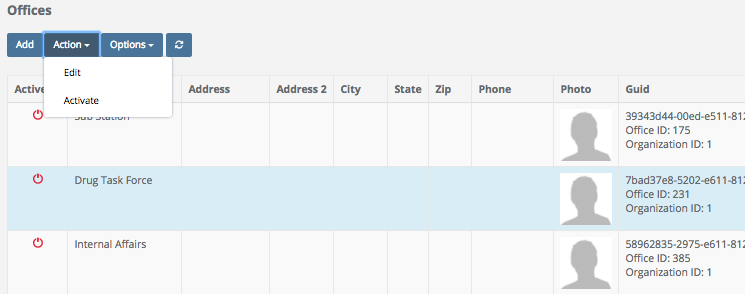 Offices
Add Action Options
Edit
Activate
Active Address Address 2 City State Zip Phone Photo Guid
Sub Station 39343d44-00ed-e511-812
Office ID: 175
Organization ID: 1
Drug Task Force 7bad37e8-5202-e611-812
Office ID: 231
Organization ID: 1
Internal Affairs 58962835-2975-e611-812
Office ID: 385
Organization ID: 1